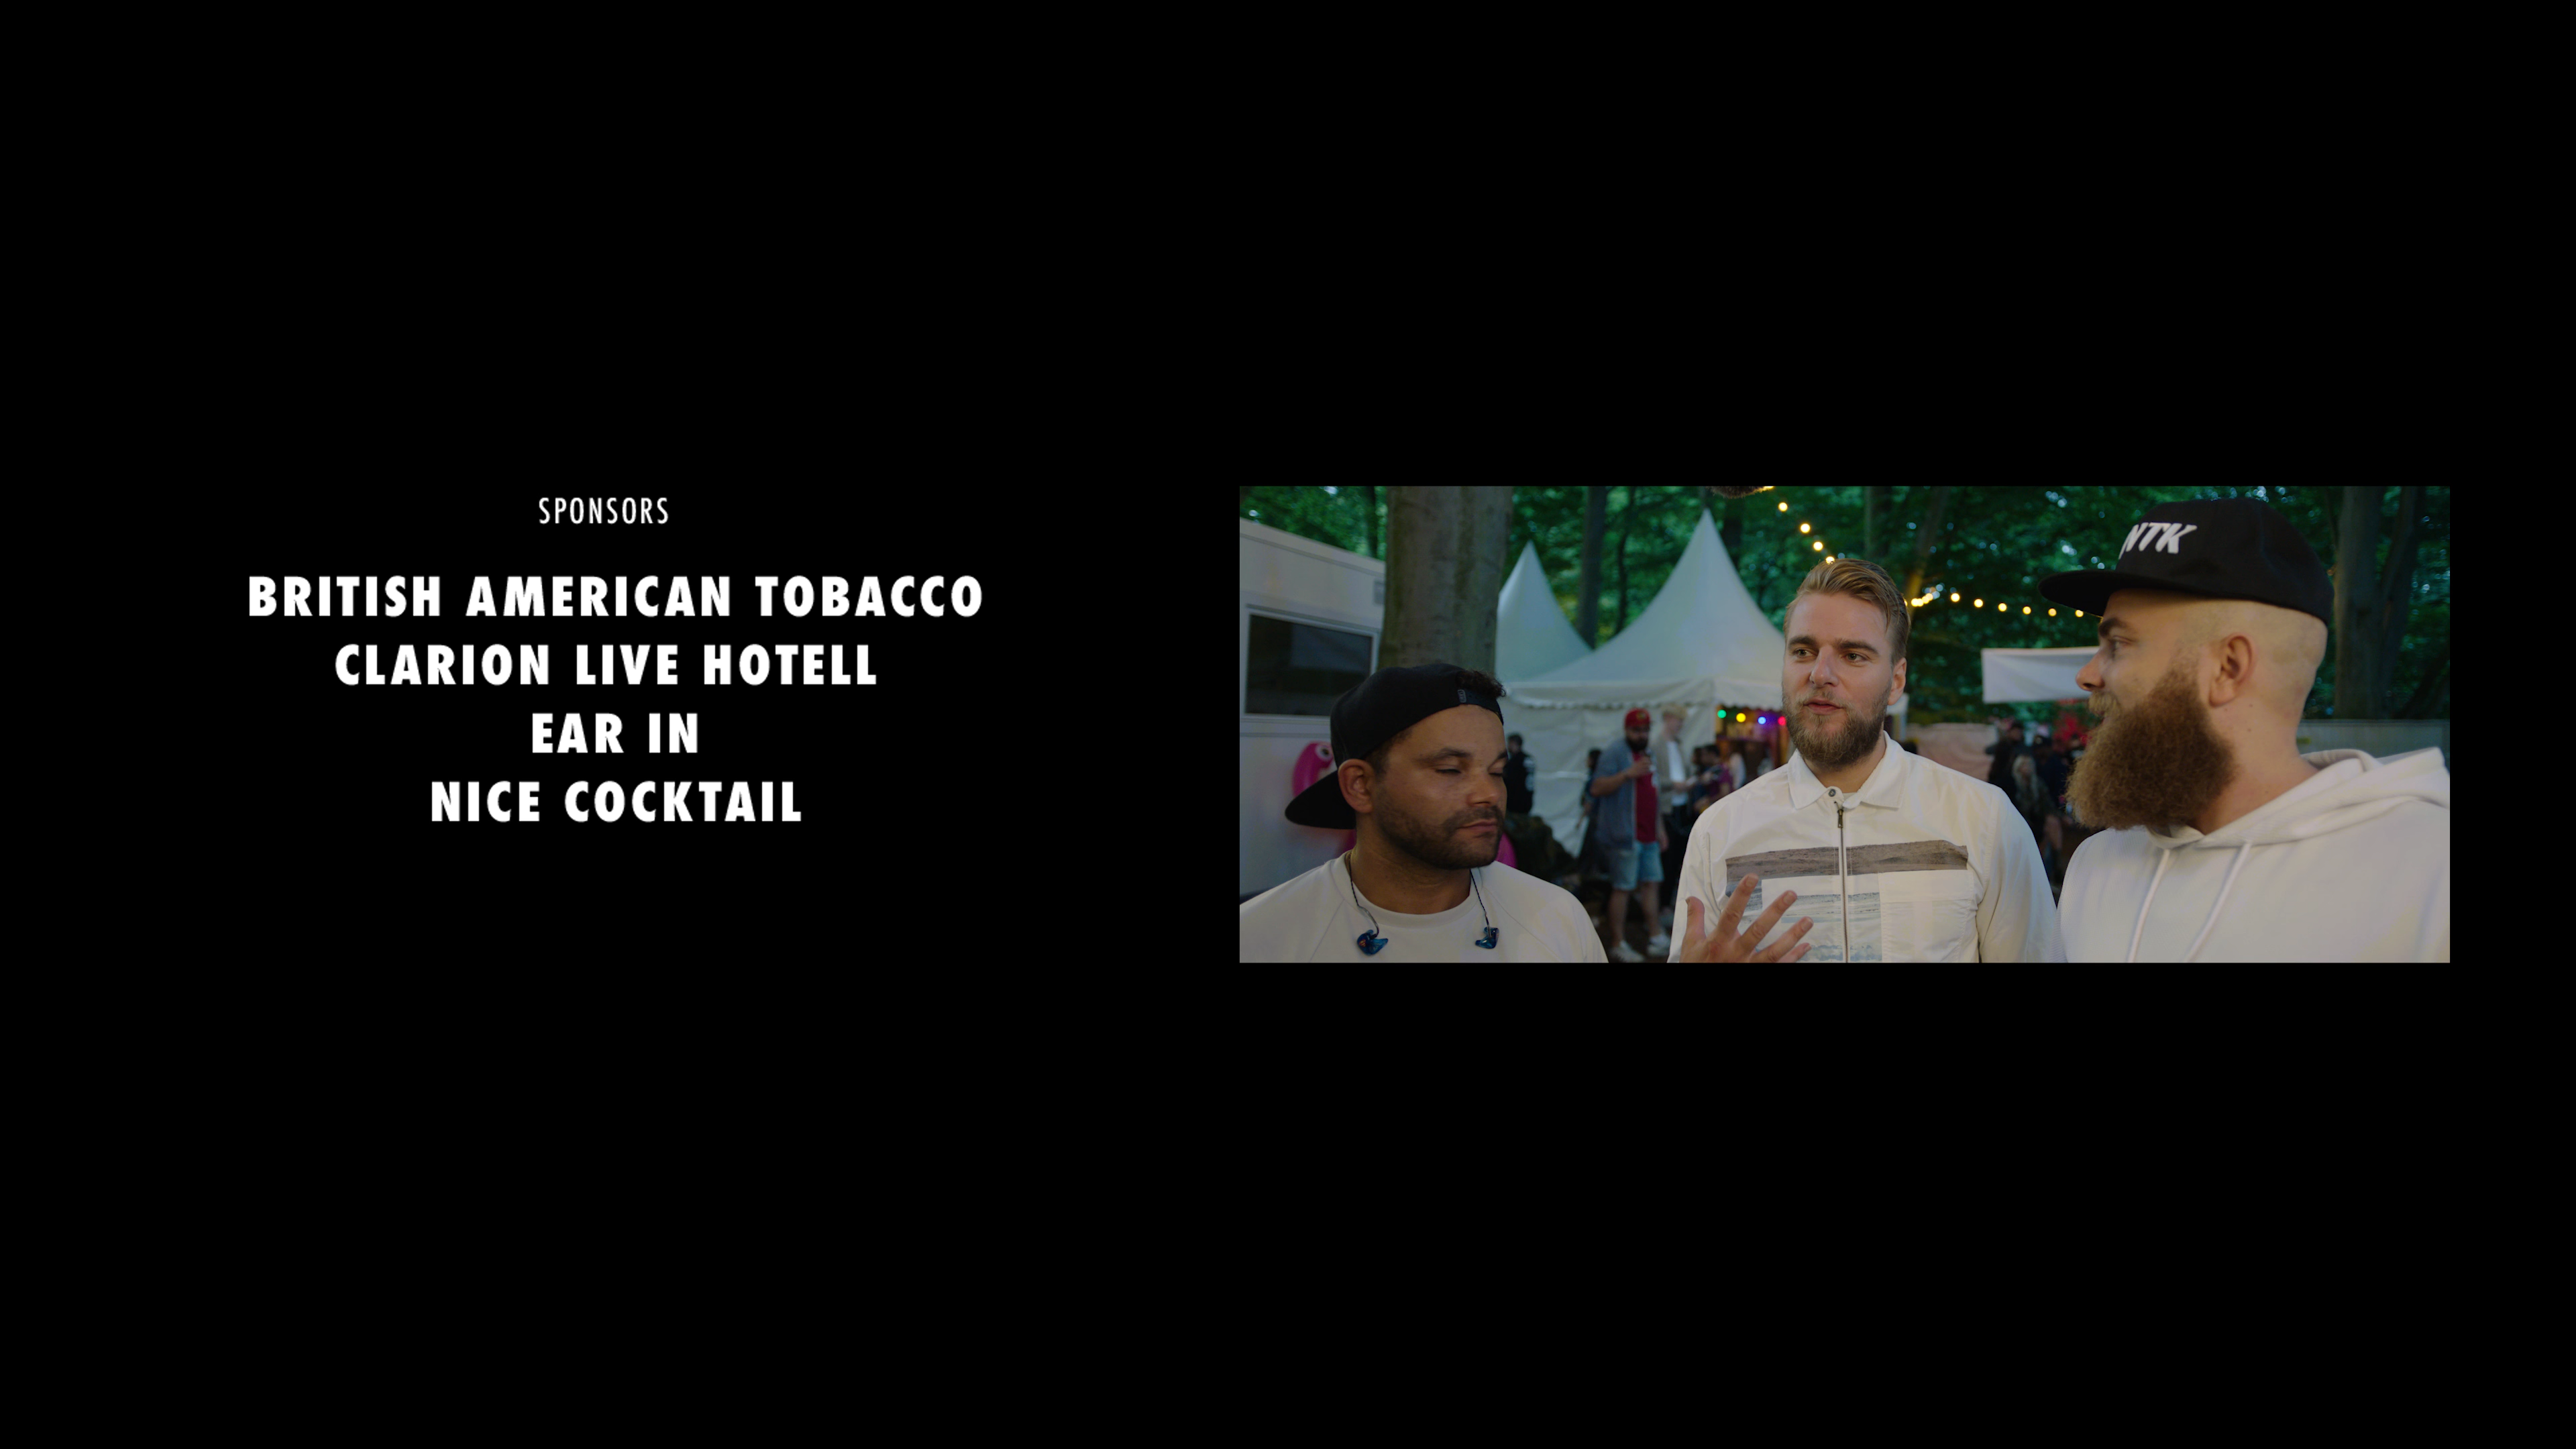 SPONSORS
BRITISH AMERICAN TOBACCO
CLARION LIVE HOTELL
EAR IN
NICE COCKTAIL
NTK